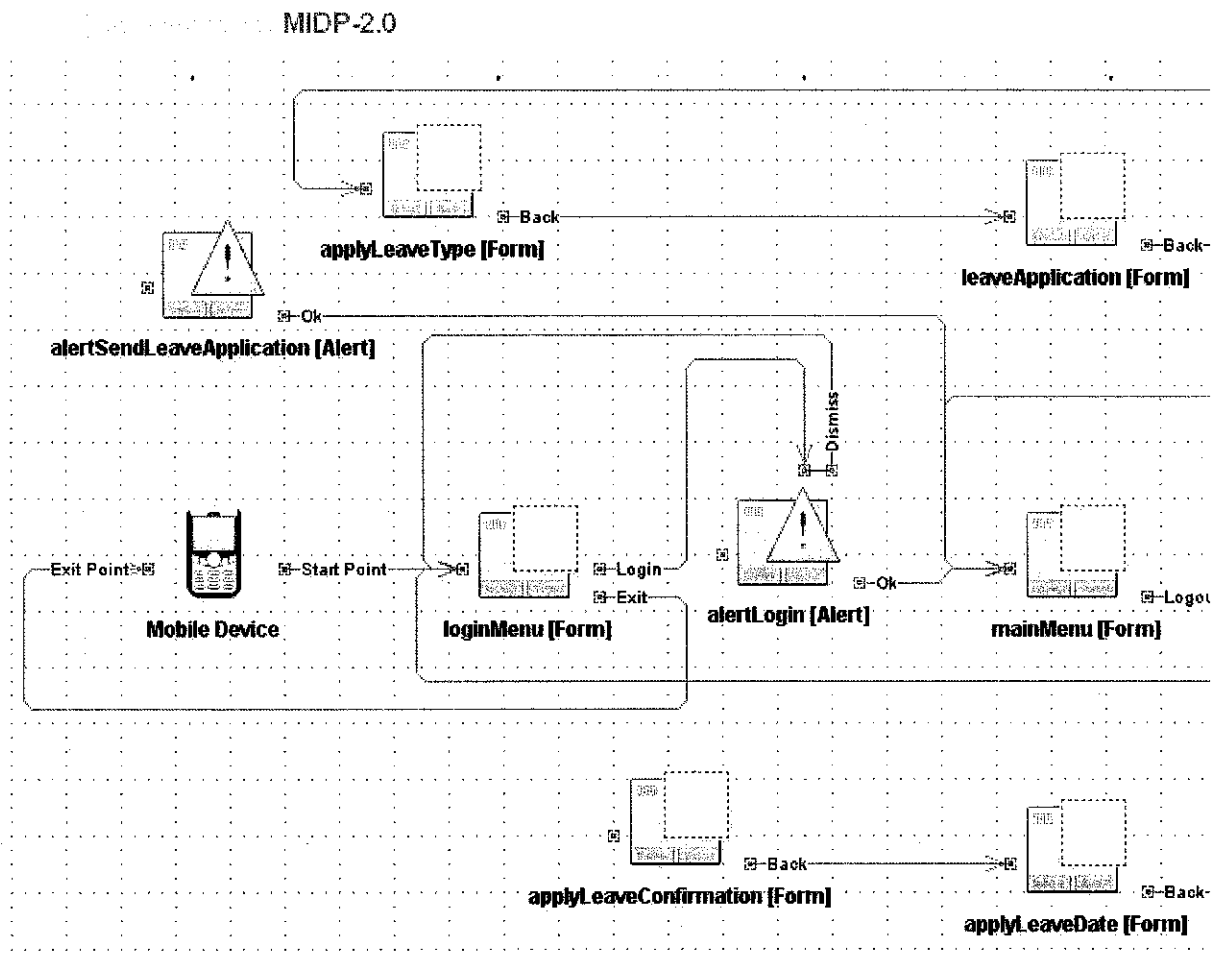 MIDP-2.0
Back
applyLeaveType [Form]
Back
leaveApplication [Form]
Ok
alertSendLeaveApplication [Alert]
Dismiss
Exit Point
Start Point
Login
Exit
Ok
Mobile Device
loginMenu [Form]
alertLogin [Alert]
mainMenu [Form]
Back
applyLeaveConfirmation [Form]
Back
applyLeaveDate [Form]